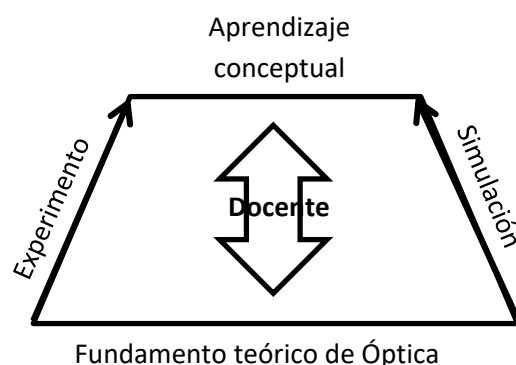 Aprendizaje
conceptual
Experimento
Simulación
Docente
Fundamento teórico de Óptica